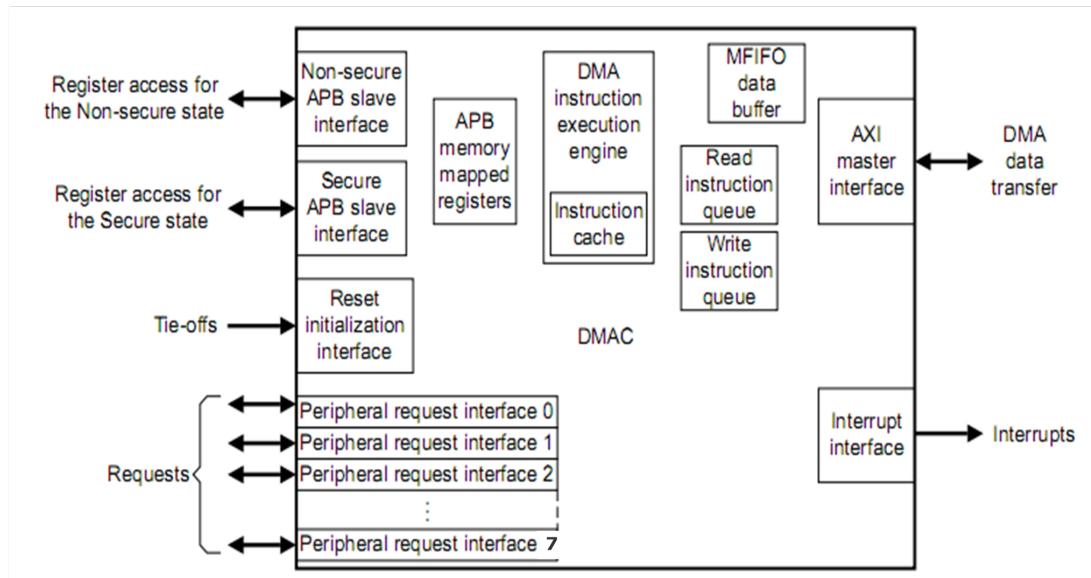 Register access for
the Non-secure state
Non-secure
APB slave
interface
Register access for
the Secure state
Secure
APB slave
interface
APB
memory
mapped
registers
DMA
instruction
execution
engine
Instruction
cache
MFIFO
data
buffer
Read
instruction
queue
Write
instruction
queue
AXI
master
interface
DMA
data
transfer
Tie-offs
Reset
initialization
interface
DMAC
Requests
Peripheral request interface 0
Peripheral request interface 1
Peripheral request interface 2
⋮
Peripheral request interface 7
Interrupt
interface
Interrupts